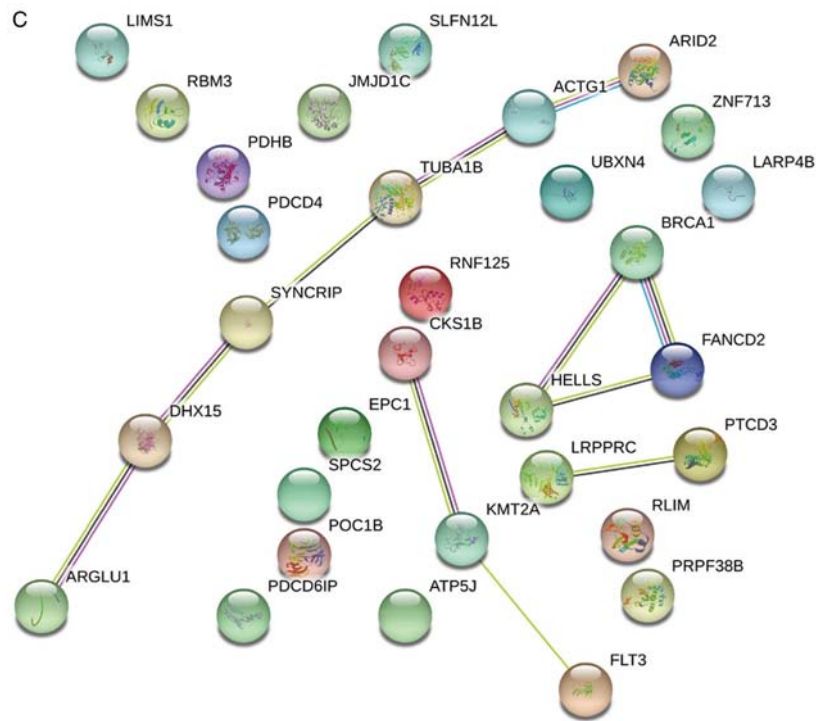 C
LIMS1
SLFN12L
ARID2
RBM3
JMJD1C
ACTG1
ZNF713
PDHB
TUBA1B
UBXN4
LARP4B
PDCD4
BRCA1
RNF125
SYNCRIP
CKS1B
FANCD2
HELLS
DHX15
EPC1
PTCD3
LRPPRC
SPCS2
KMT2A
RLIM
POC1B
PRPF38B
ARGLU1
PDCD6IP
ATP5J
FLT3